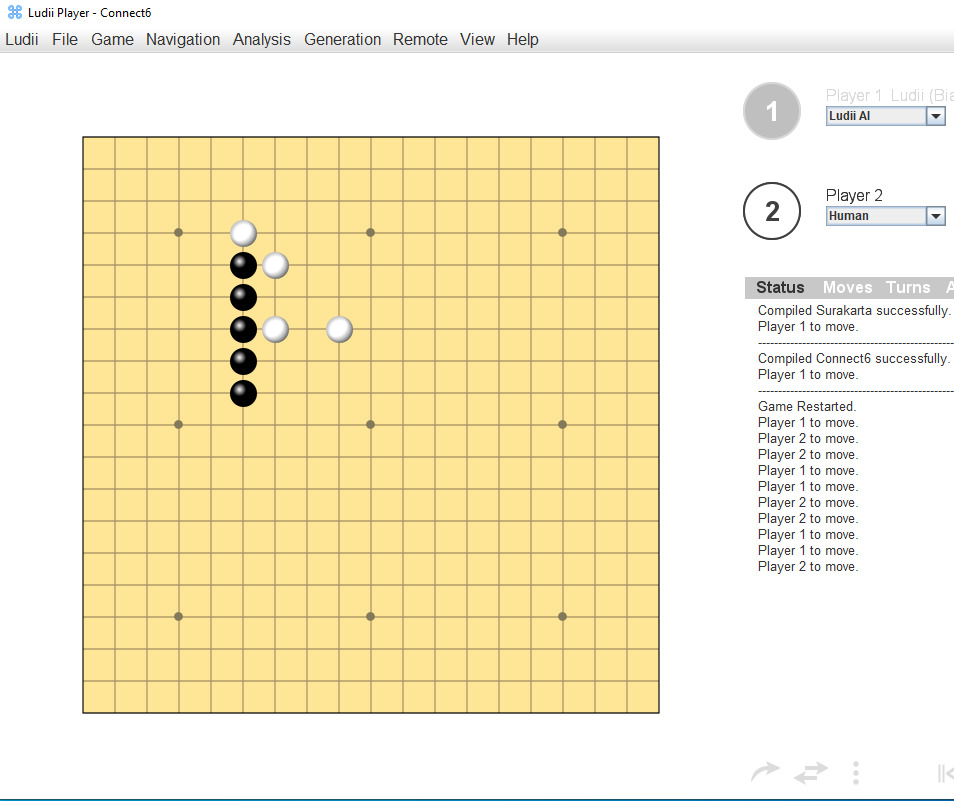 Ludii Player - Connect6
Ludii File Game Navigation Analysis Generation Remote View Help
1
Player 1 Ludii (Bia
Ludii AI
2
Player 2
Human
Status Moves Turns A
Compiled Surakarta successfully.
Player 1 to move.
Compiled Connect6 successfully.
Player 1 to move.
Game Restarted.
Player 1 to move.
Player 2 to move.
Player 2 to move.
Player 1 to move.
Player 1 to move.
Player 2 to move.
Player 2 to move.
Player 1 to move.
Player 1 to move.
Player 2 to move.